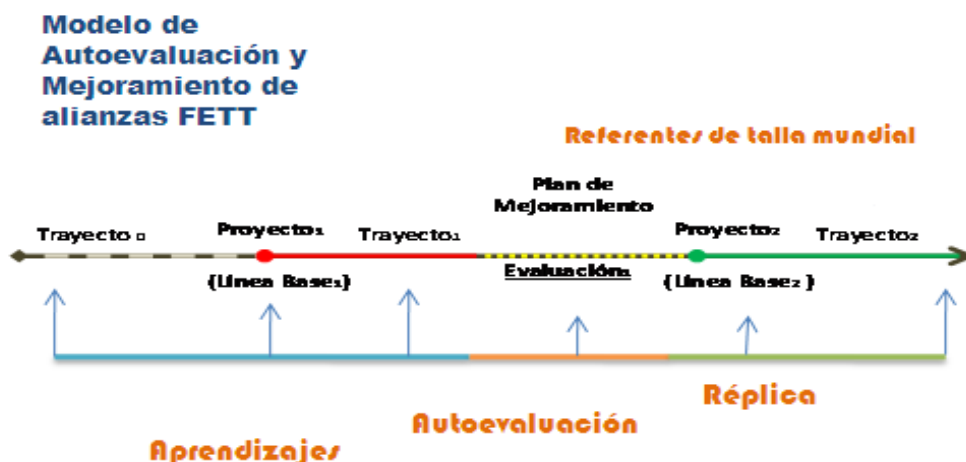 Modelo de
Autoevaluación y
Mejoramiento de
alianzas FETT
Referentes de talla mundial
Plan de
Mejoramiento
Trayecto 0
Proyecto1
Trayecto1
Proyecto2
Trayecto2
(Línea Base1)
Evaluación1
(Línea Base2 )
Réplica
Autoevaluación
Aprendizajes